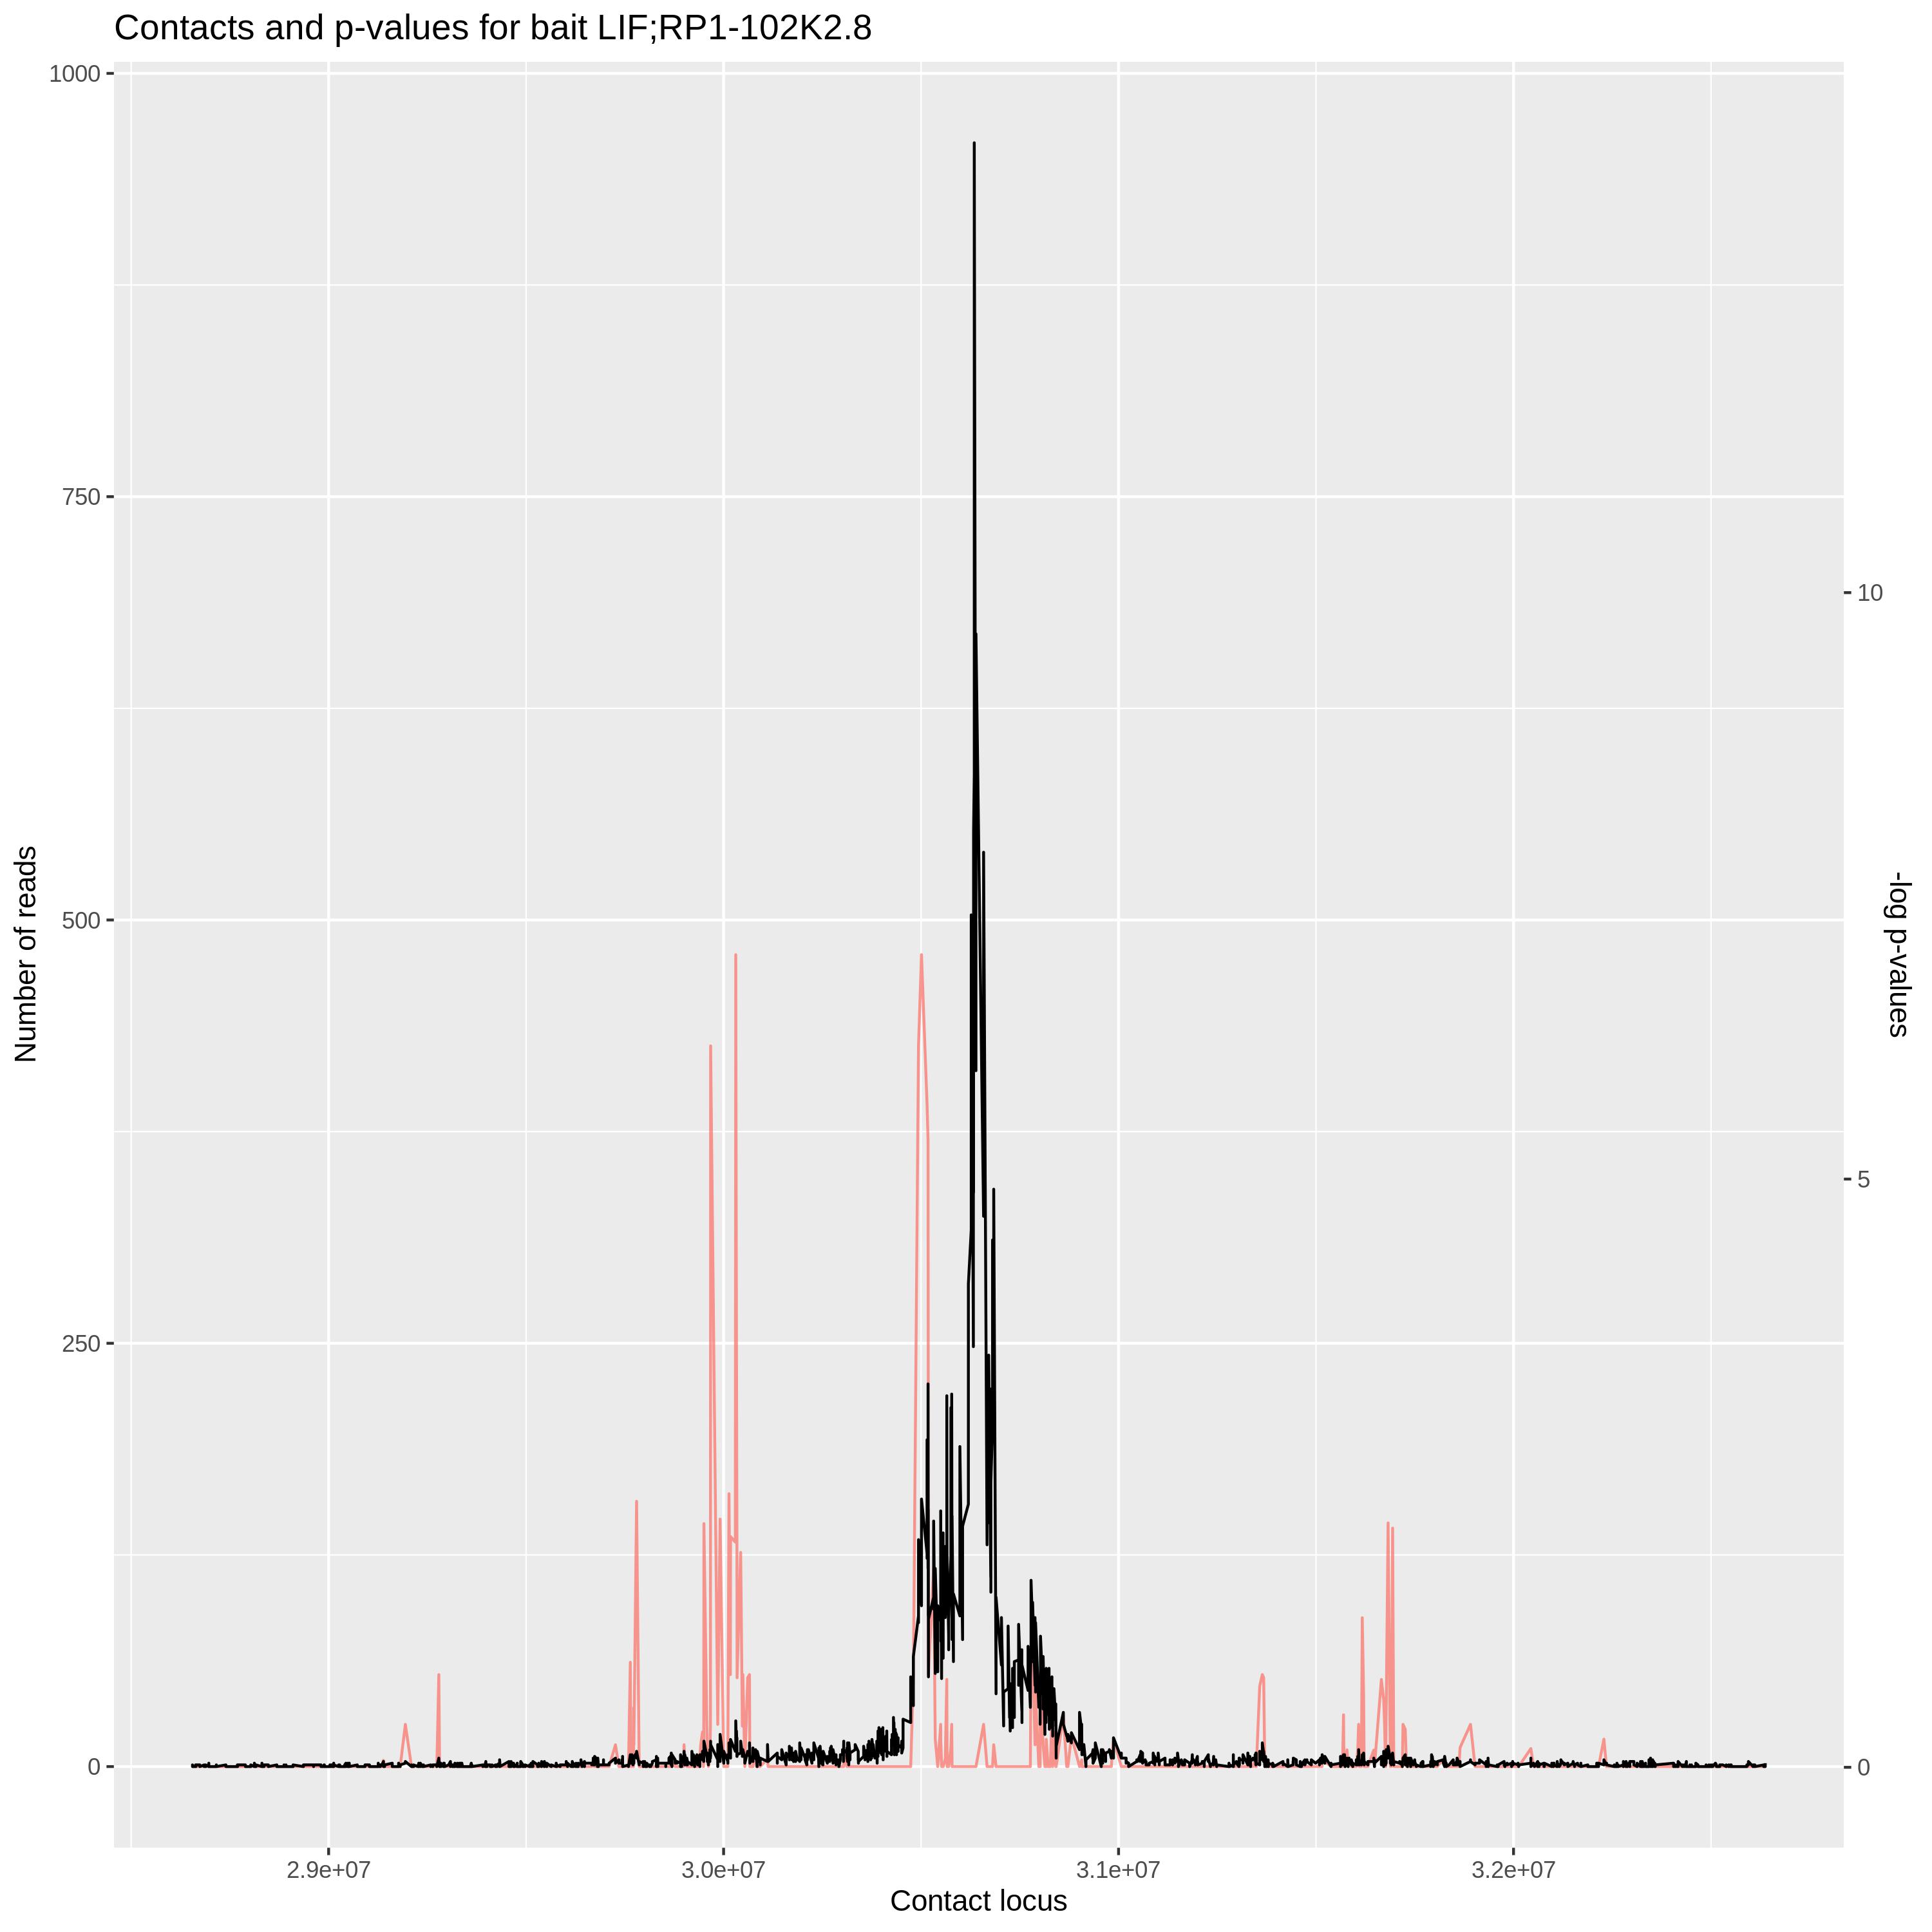 Contacts and p-values for bait LIF;RP1-102K2.8
1000
750
500
250
0
Number of reads
10
5
0
-log p-values
2.9e+07
3.0e+07
3.1e+07
3.2e+07
Contact locus